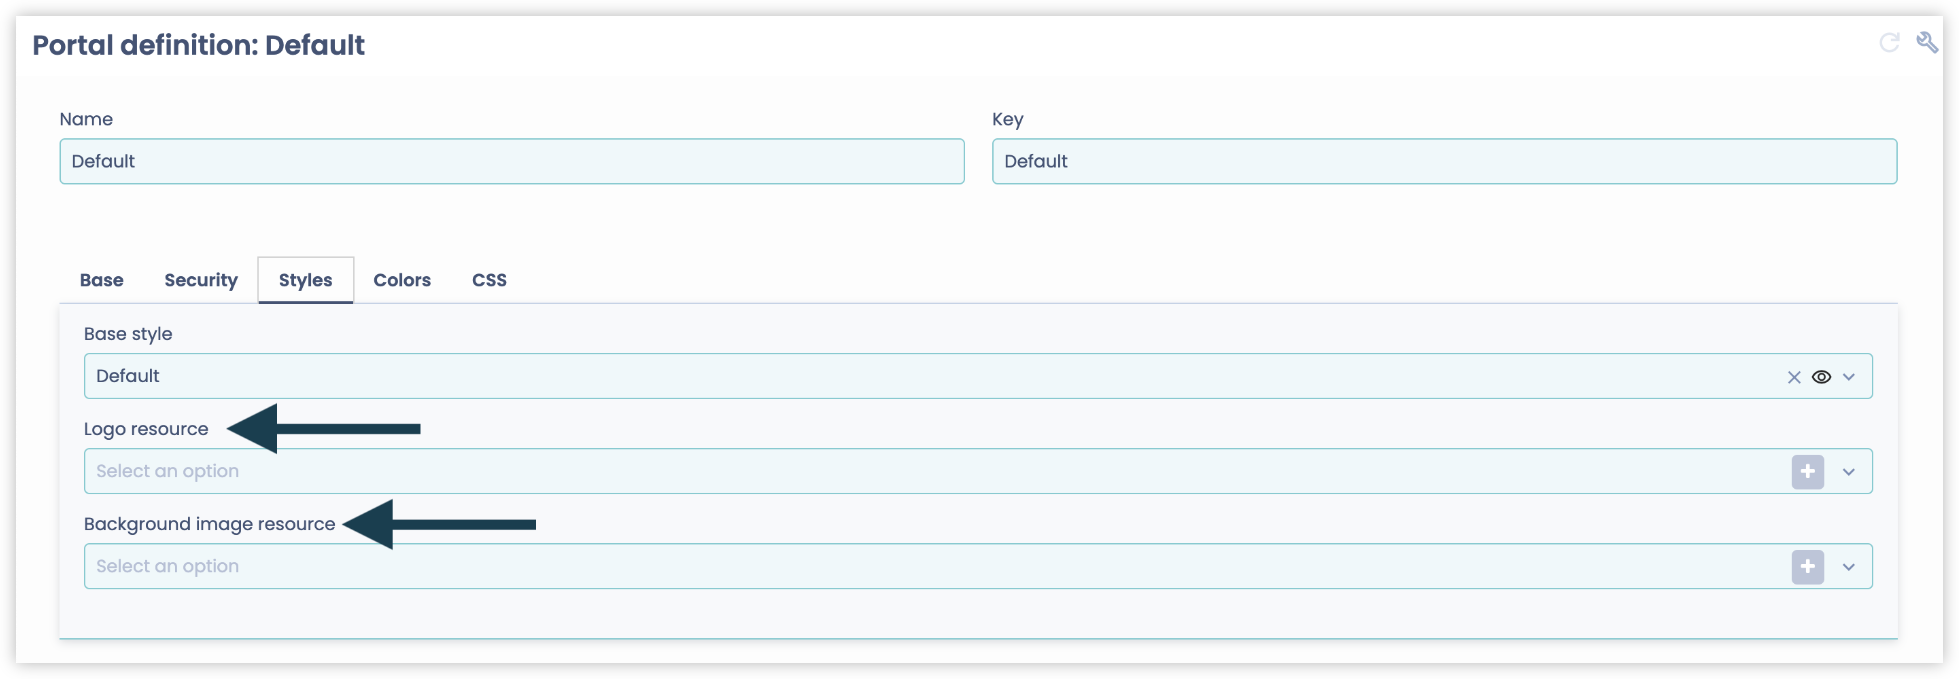 Portal definition: Default
Name
Key
Default
Default
Base Security Styles Colors CSS
Base style
Default
Logo resource
Select an option
Background image resource
Select an option